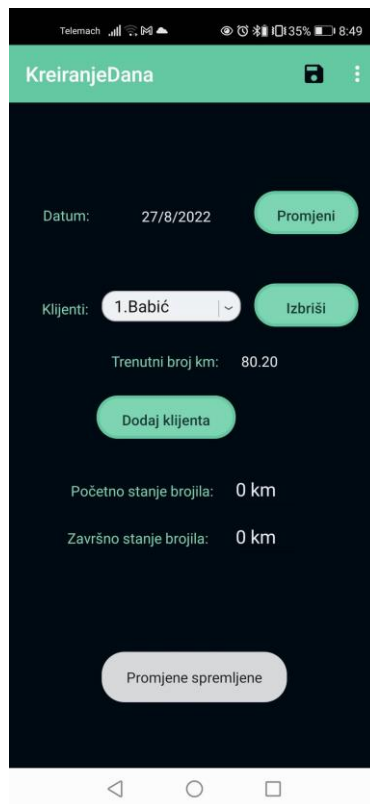 Telemach 35% 8:49
KreiranjeDana
Datum: 27/8/2022 Promjeni
Klijenti: 1.Babić Izbriši
Trenutni broj km: 80.20
Dodaj klijenta
Početno stanje brojila: 0 km
Završno stanje brojila: 0 km
Promjene spremljene